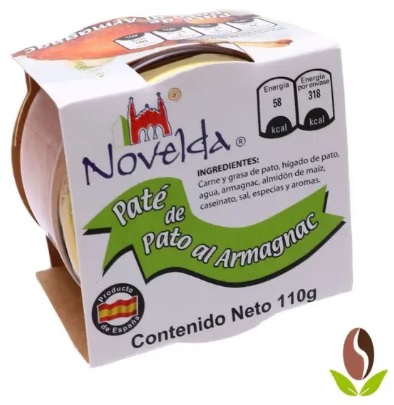 Armagnac
Energía
58
kcal
Energía
por envase
318
kcal
Novelda ®
INGREDIENTES:
Carne y grasa de pato, hígado de pato,
agua, armagnac, almidón de maíz,
caseinato, sal, especias y aromas.
Paté
de
Pato al Armagnac
Producto
de España
Contenido Neto 110g